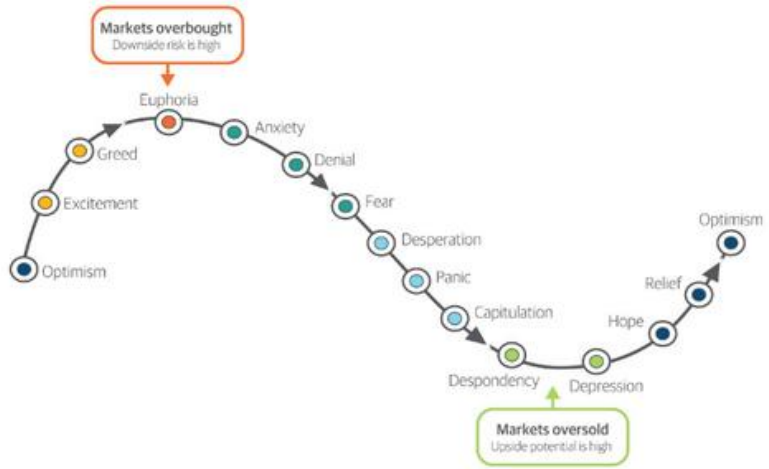 Markets overbought
Downside risk is high
Euphoria
Anxiety
Greed
Denial
Excitement
Fear
Optimism
Desperation
Optimism
Panic
Relief
Capitulation
Hope
Despondency
Depression
Markets oversold
Upside potential is high